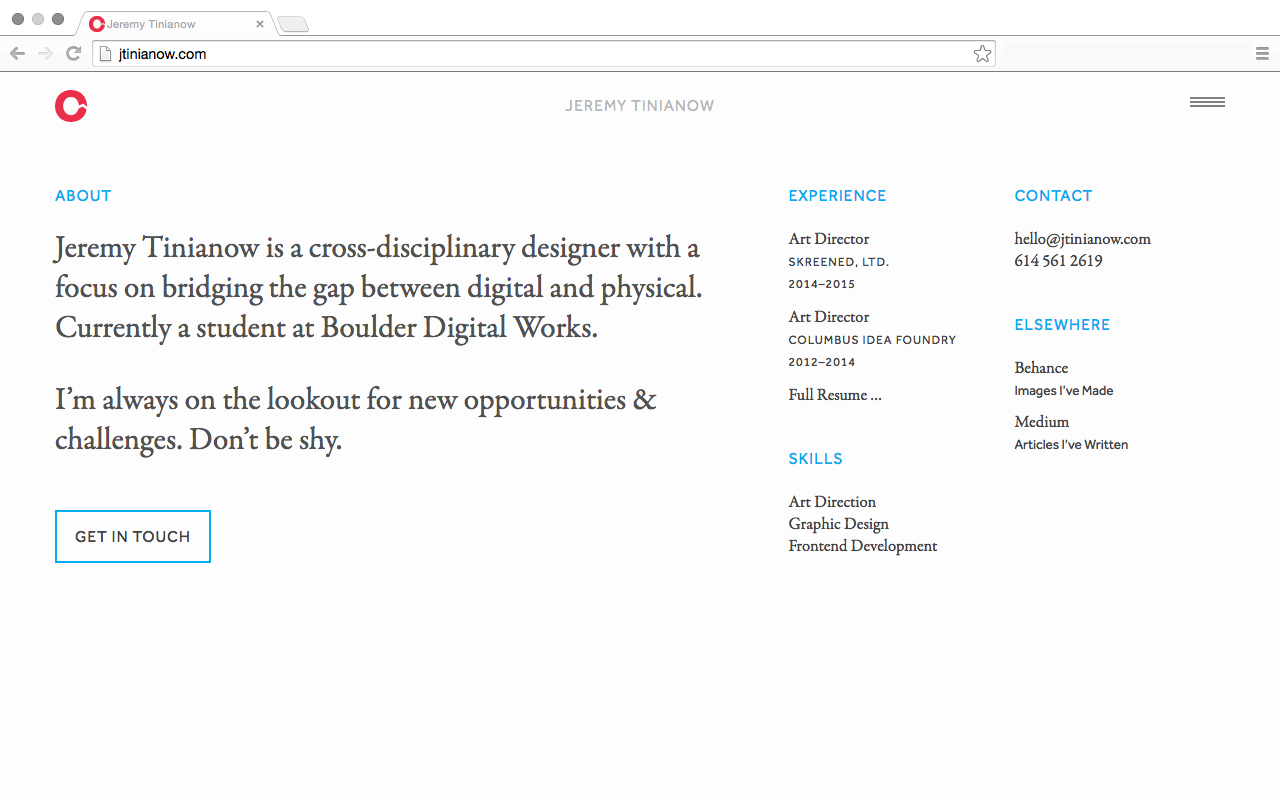 Jeremy Tinianow
jtinianow.com
JEREMY TINIANOW
ABOUT
Jeremy Tinianow is a cross-disciplinary designer with a
focus on bridging the gap between digital and physical.
Currently a student at Boulder Digital Works.
I’m always on the lookout for new opportunities &
challenges. Don’t be shy.
GET IN TOUCH
EXPERIENCE
Art Director
SKREENED, LTD.
2014–2015
Art Director
COLUMBUS IDEA FOUNDRY
2012–2014
Full Resume ...
SKILLS
Art Direction
Graphic Design
Frontend Development
CONTACT
hello@jtinianow.com
614 561 2619
ELSEWHERE
Behance
Images I’ve Made
Medium
Articles I’ve Written